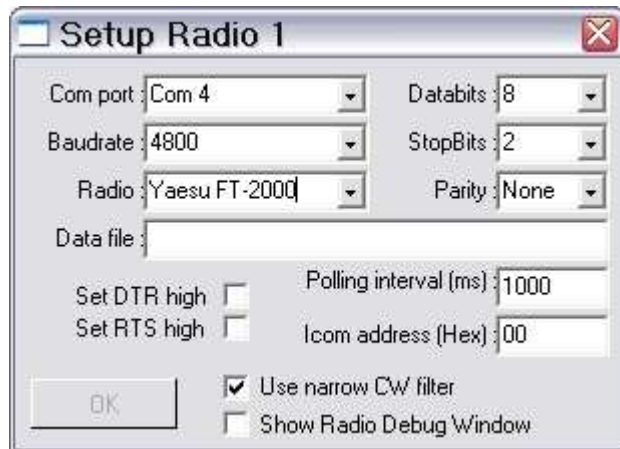 Setup Radio 1
Com port : Com 4 Databits : 8
Baudrate : 4800 StopBits : 2
Radio : Yaesu FT-2000 Parity : None
Data file :
Set DTR high Polling interval (ms) : 1000
Set RTS high Icom address (Hex) : 00
OK Use narrow CW filter
Show Radio Debug Window